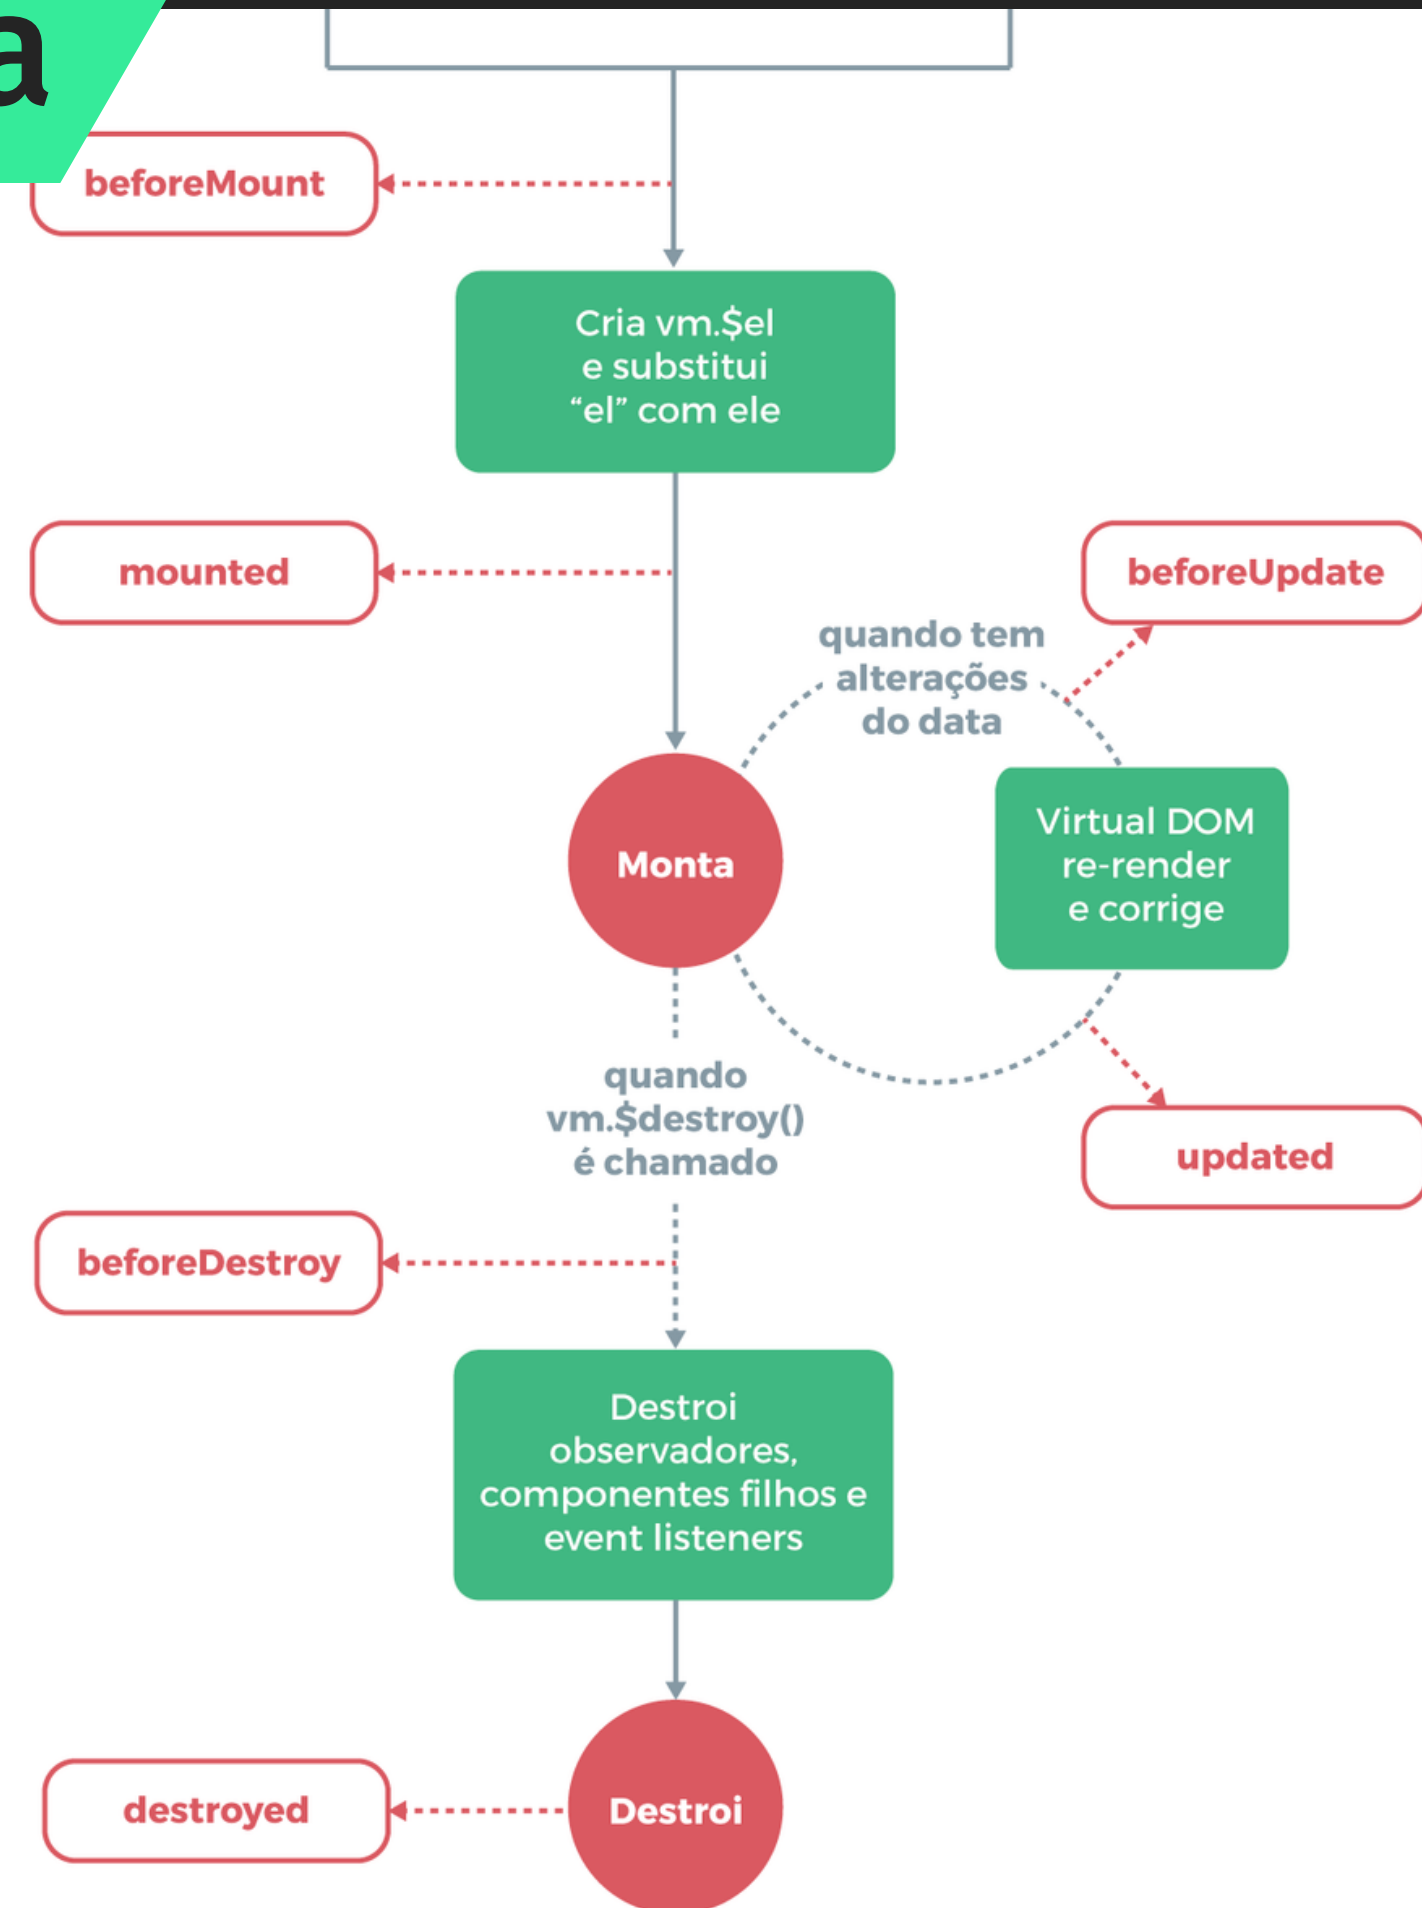 a
beforeMount
Cria vm.$el
e substitui
“el” com ele
mounted
beforeUpdate
quando tem
alterações
do data
Monta
Virtual DOM
re-render
e corrige
quando
vm.$destroy()
é chamado
updated
beforeDestroy
Destroi
observadores,
componentes filhos e
event listeners
destroyed
Destroi